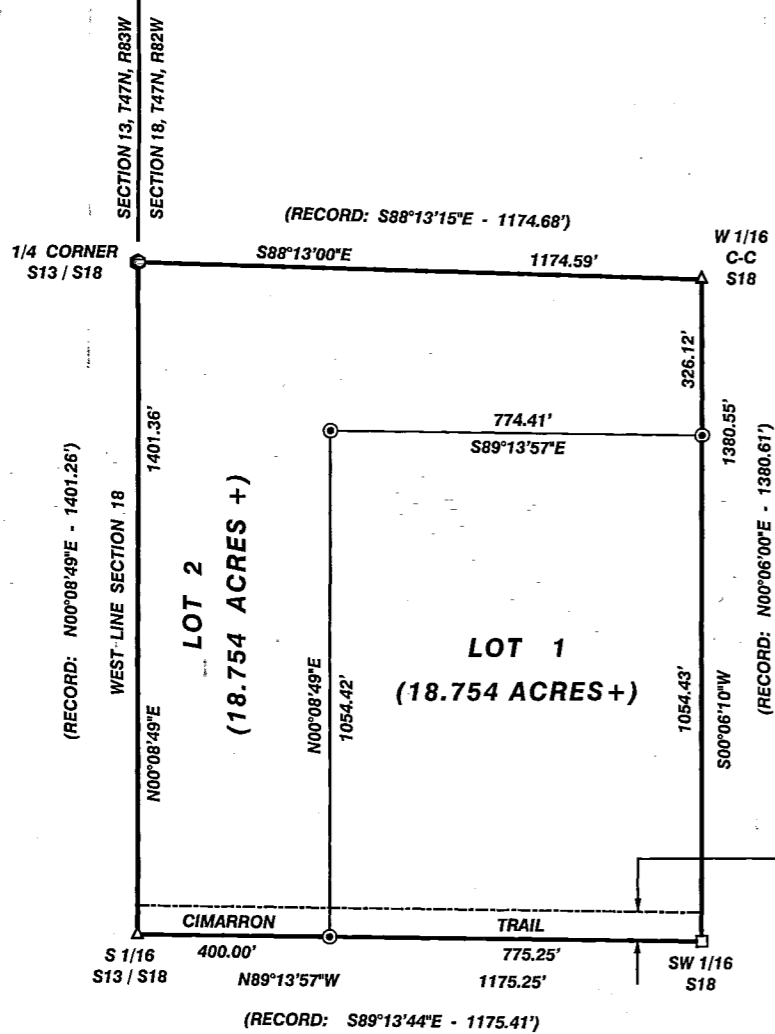 SECTION 13, T47N, R83W
SECTION 18, T47N, R82W
(RECORD: S88°13'15"E - 1174.68')
1/4 CORNER
S13 / S18
S88°13'00"E
1174.59'
W 1/16
C-C
S18
326.12'
1380.55'
774.41'
S89°13'57"E
1401.36'
(RECORD: N00°08'49"E - 1401.26')
WEST LINE SECTION 18
N00°08'49"E
LOT 2
(18.754 ACRES +)
N00°08'49"E
1054.42'
LOT 1
(18.754 ACRES+)
1054.43'
S00°06'10"W
(RECORD: N00°06'00"E - 1380.61')
CIMARRON
TRAIL
S 1/16
S13 / S18
400.00'
775.25'
N89°13'57"W
1175.25'
SW 1/16
S18
(RECORD: S89°13'44"E - 1175.41')